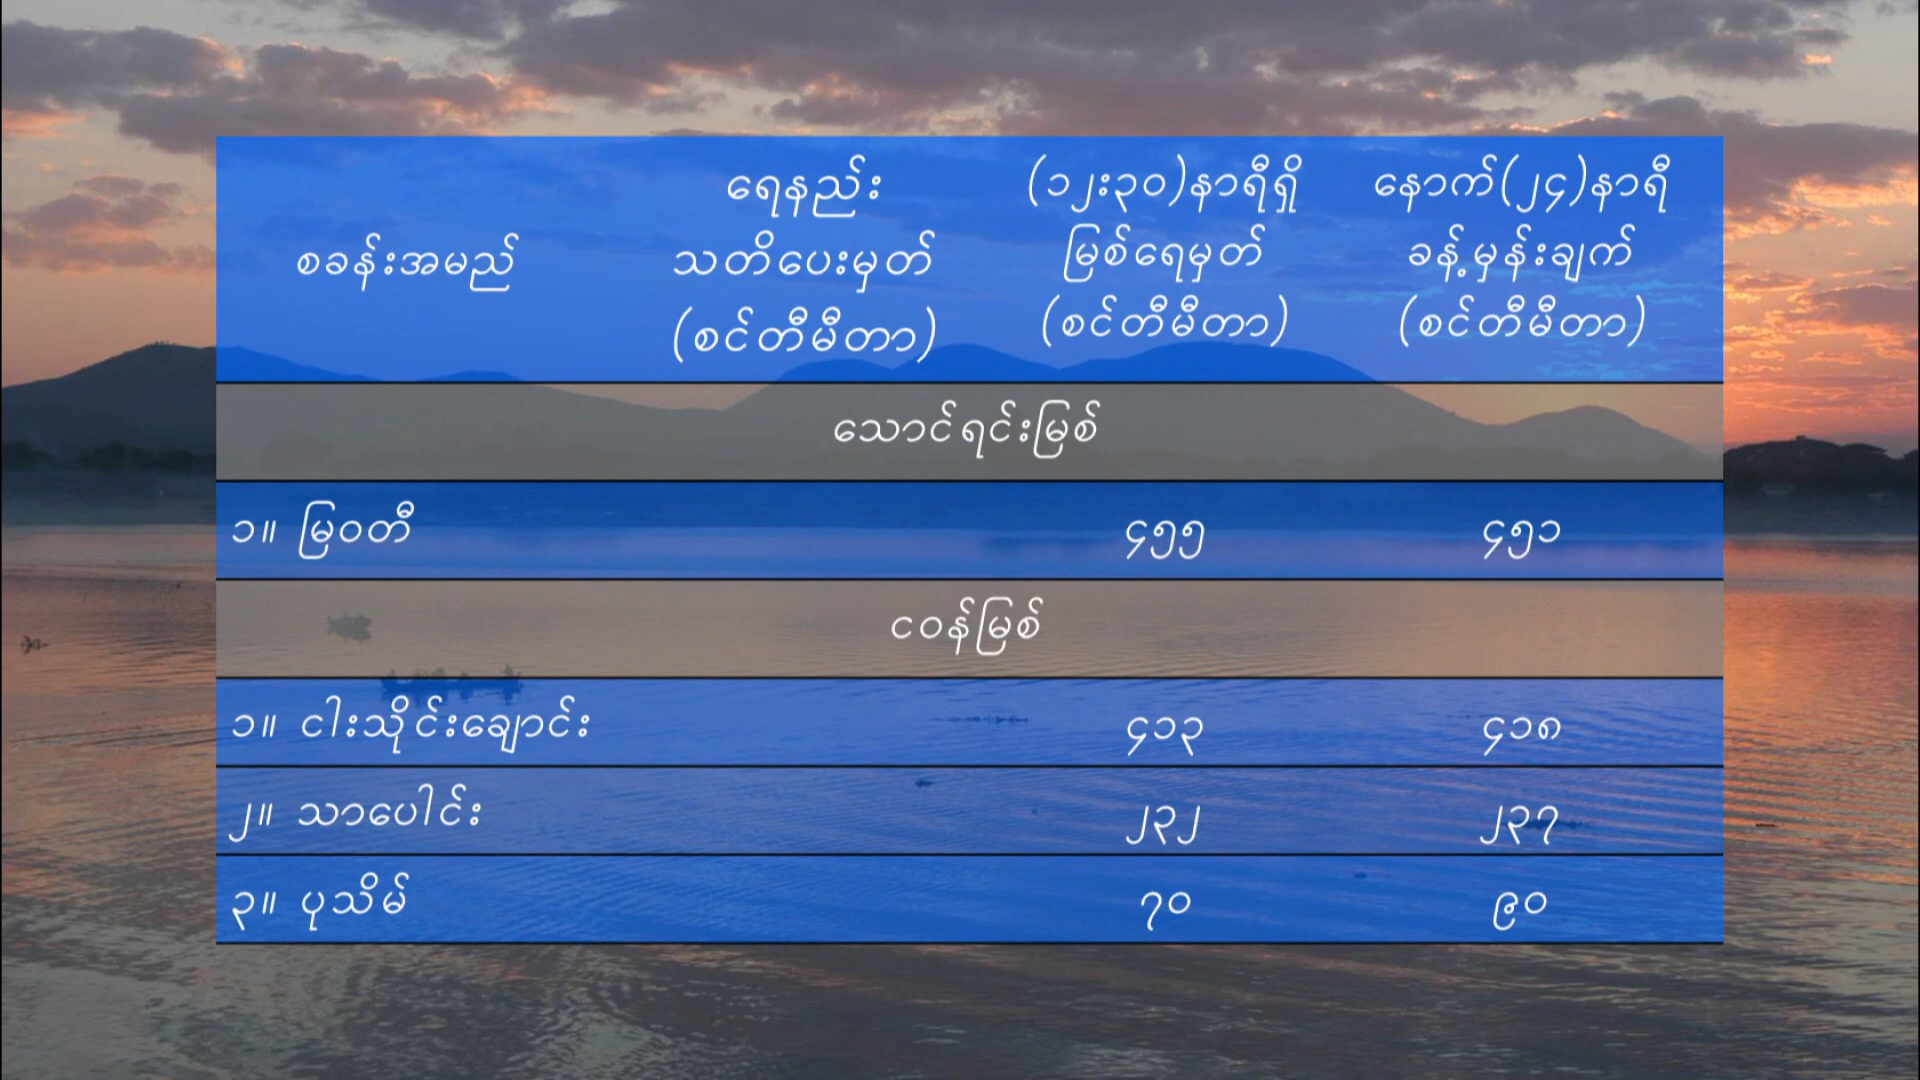 စခန်းအမည်
ရေနည်း
သတိပေးမှတ်
(စင်တီမီတာ)
(၁၂း၃၀)နာရီရှိ
မြစ်ရေမှတ်
(စင်တီမီတာ)
နောက်(၂၄)နာရီ
ခန့်မှန်းချက်
(စင်တီမီတာ)
သောင်ရင်းမြစ်
၁။ မြဝတီ ၄၅၅ ၄၅၁
ငဝန်မြစ်
၁။ ငါးသိုင်းချောင်း ၄၁၃ ၄၁၈
၂။ သာပေါင်း ၂၃၂ ၂၃၇
၃။ ပုသိမ် ၇၀ ၉၀